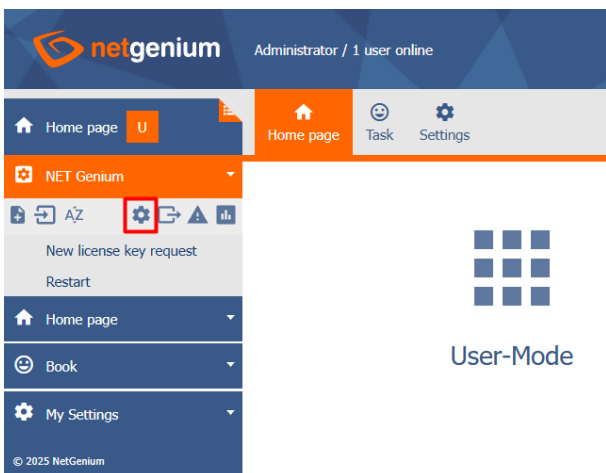 netgenium
Administrator / 1 user online
Home page U
Home page
Task
Settings
NET Genium
AZ
New license key request
Restart
Home page
Book
My Settings
© 2025 NetGenium
User-Mode